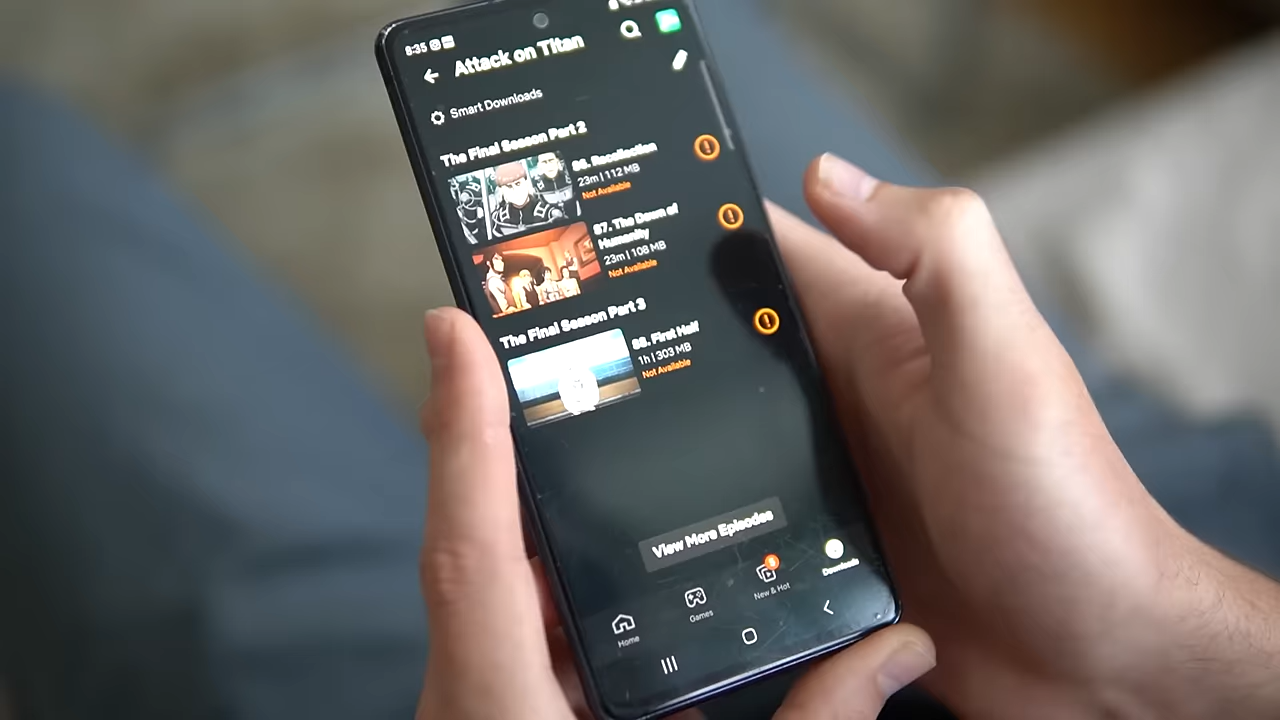 8:35
Attack on Titan
Smart Downloads
The Final Season Part 2
86. Recollection
23m | 112 MB
Not Available
87. The Dawn of
Humanity
23m | 108 MB
Not Available
The Final Season Part 3
88. First Half
1h | 303 MB
Not Available
View More Episodes
Home
Games
New & Hot
Downloads